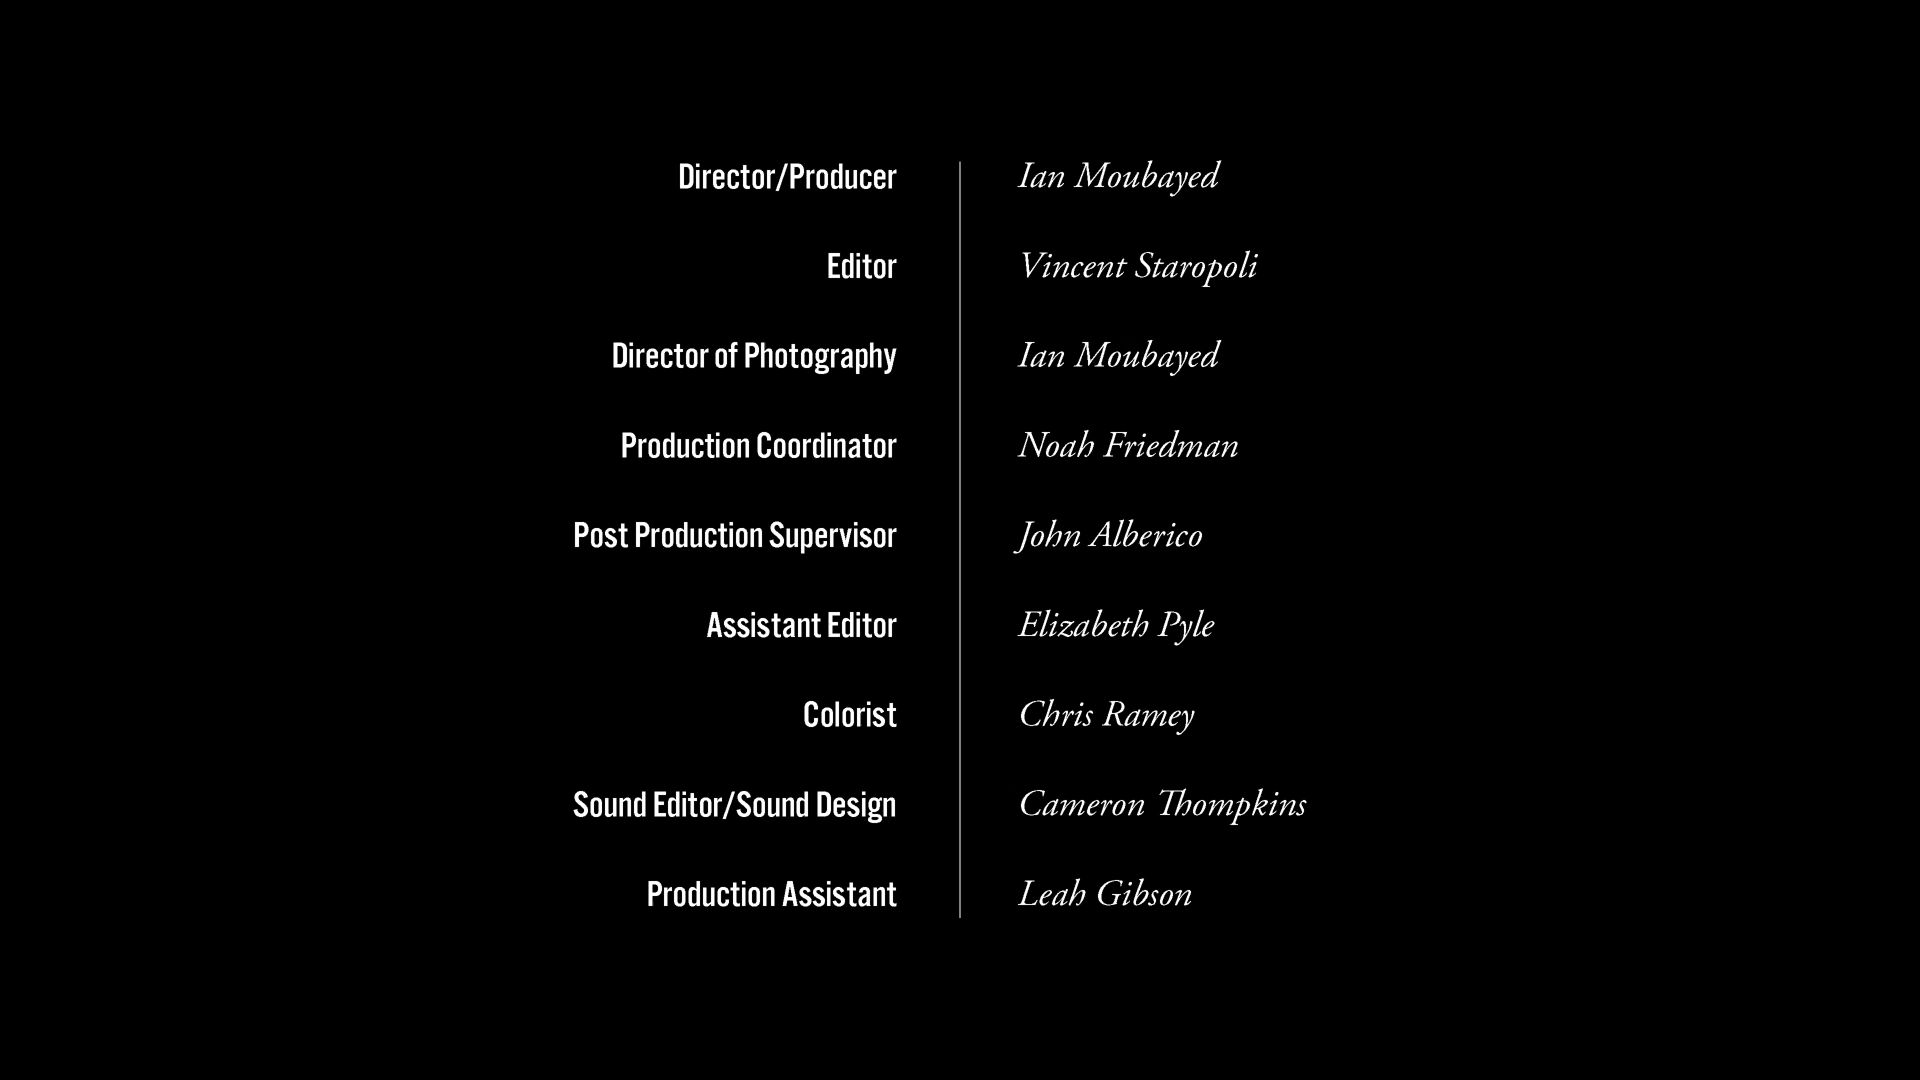 Director/Producer Ian Moubayed
Editor Vincent Staropoli
Director of Photography Ian Moubayed
Production Coordinator Noah Friedman
Post Production Supervisor John Alberico
Assistant Editor Elizabeth Pyle
Colorist Chris Ramey
Sound Editor/Sound Design Cameron Thompkins
Production Assistant Leah Gibson